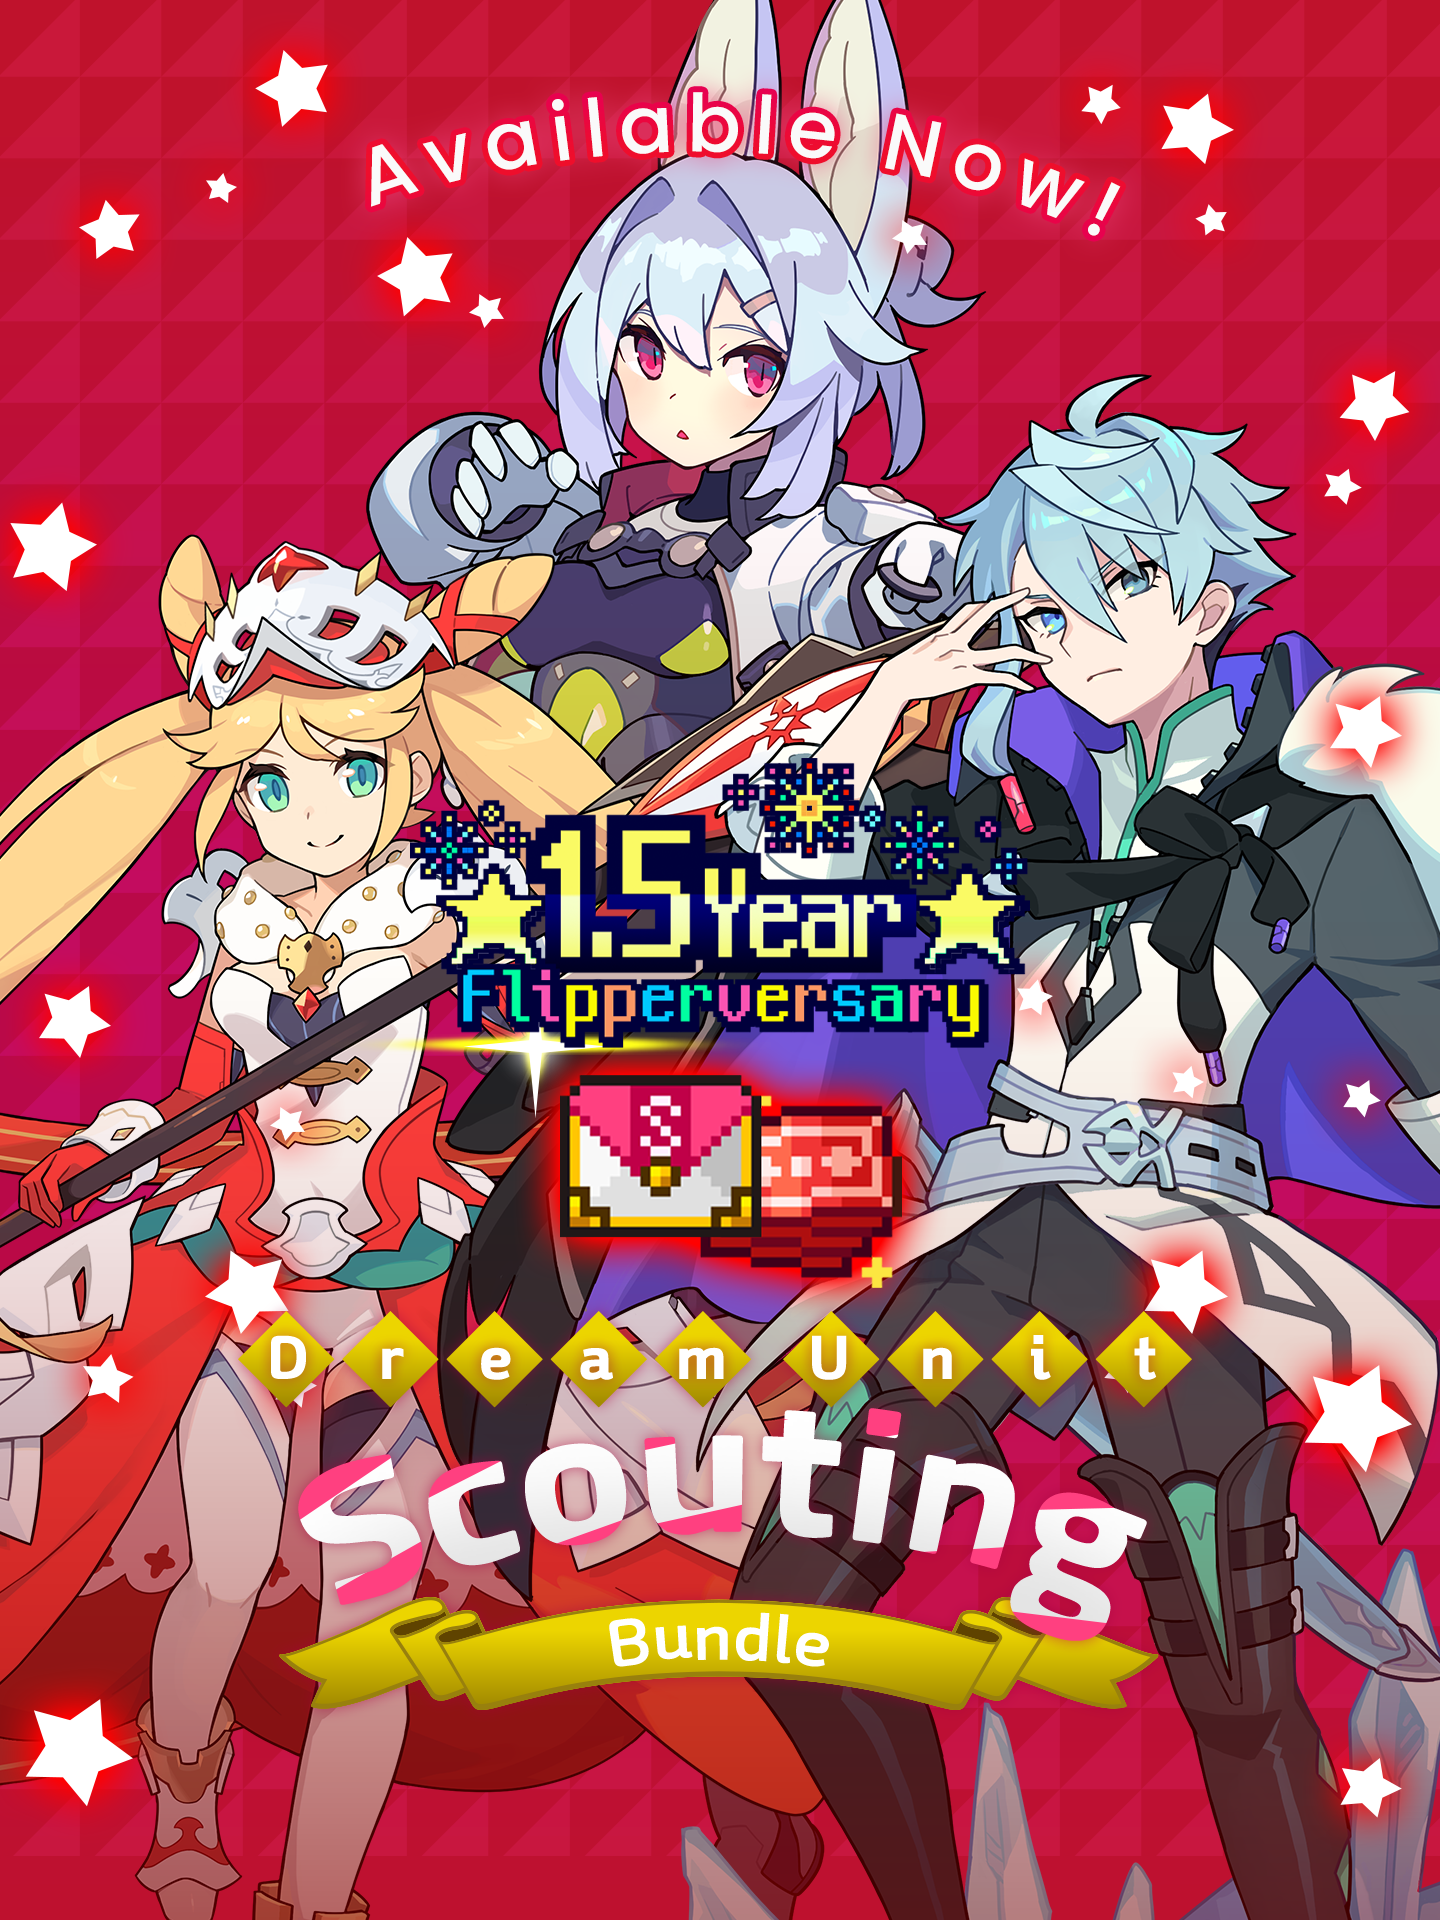 Available Now!
1.5 Year
Flipperversary
S
Dream Unit
Scouting
Bundle